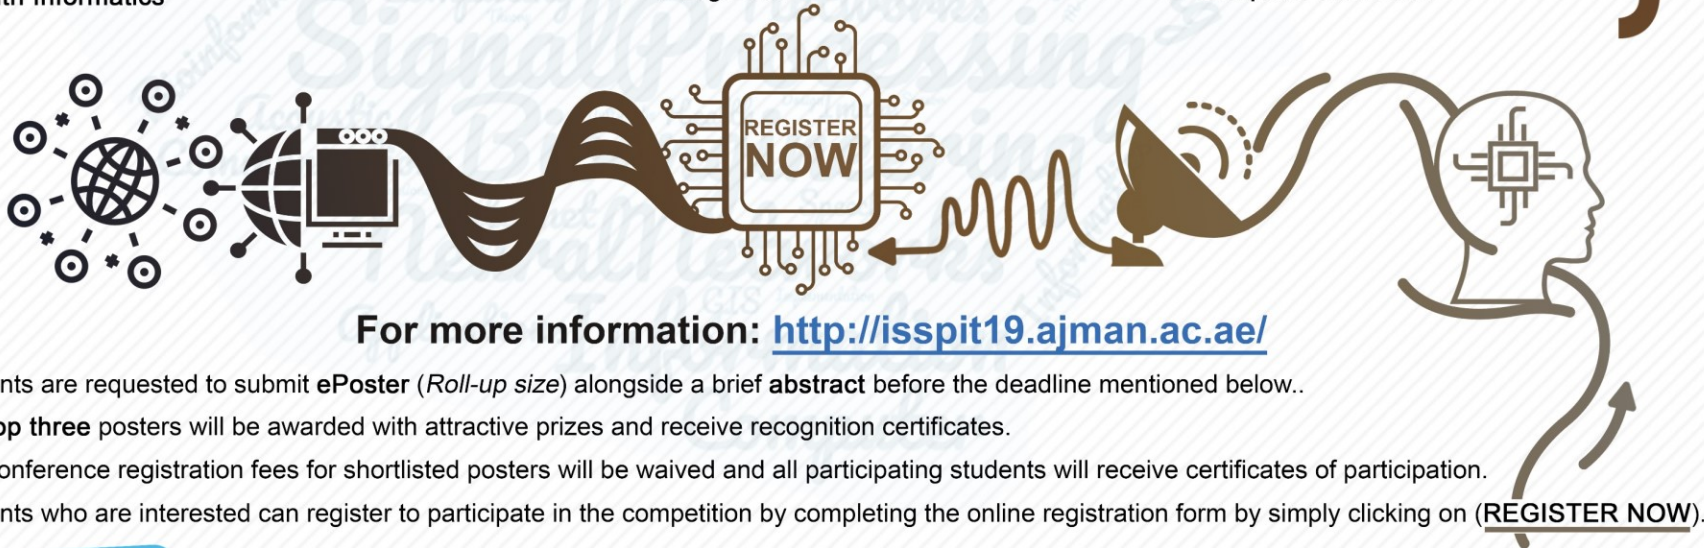 REGISTER
NOW
For more information: http://isspit19.ajman.ac.ae/
nts are requested to submit ePoster (Roll-up size) alongside a brief abstract before the deadline mentioned below..
op three posters will be awarded with attractive prizes and receive recognition certificates.
onference registration fees for shortlisted posters will be waived and all participating students will receive certificates of participation.
nts who are interested can register to participate in the competition by completing the online registration form by simply clicking on (REGISTER NOW).